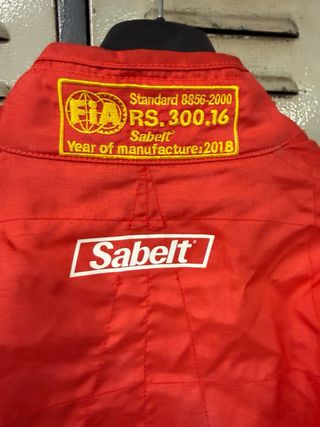 FIA
Standard 8856-2000
RS.300.16
Sabelt
Year of manufacture:2018
Sabelt